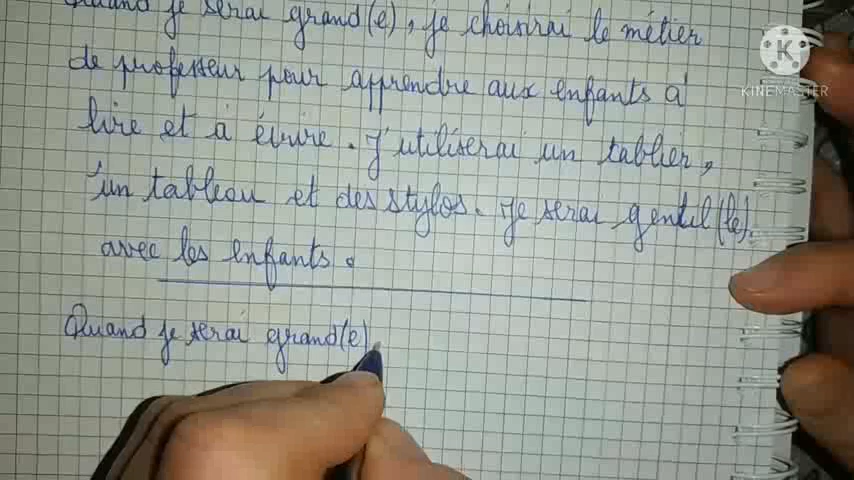 Quand je serai grand(e), je choisirai le métier
de professeur pour apprendre aux enfants à
lire et à écrire. J'utiliserai un tablier,
un tableau et des stylos. Je serai gentil(le)
avec les enfants.
Quand je serai grand(e)
KINEMASTER